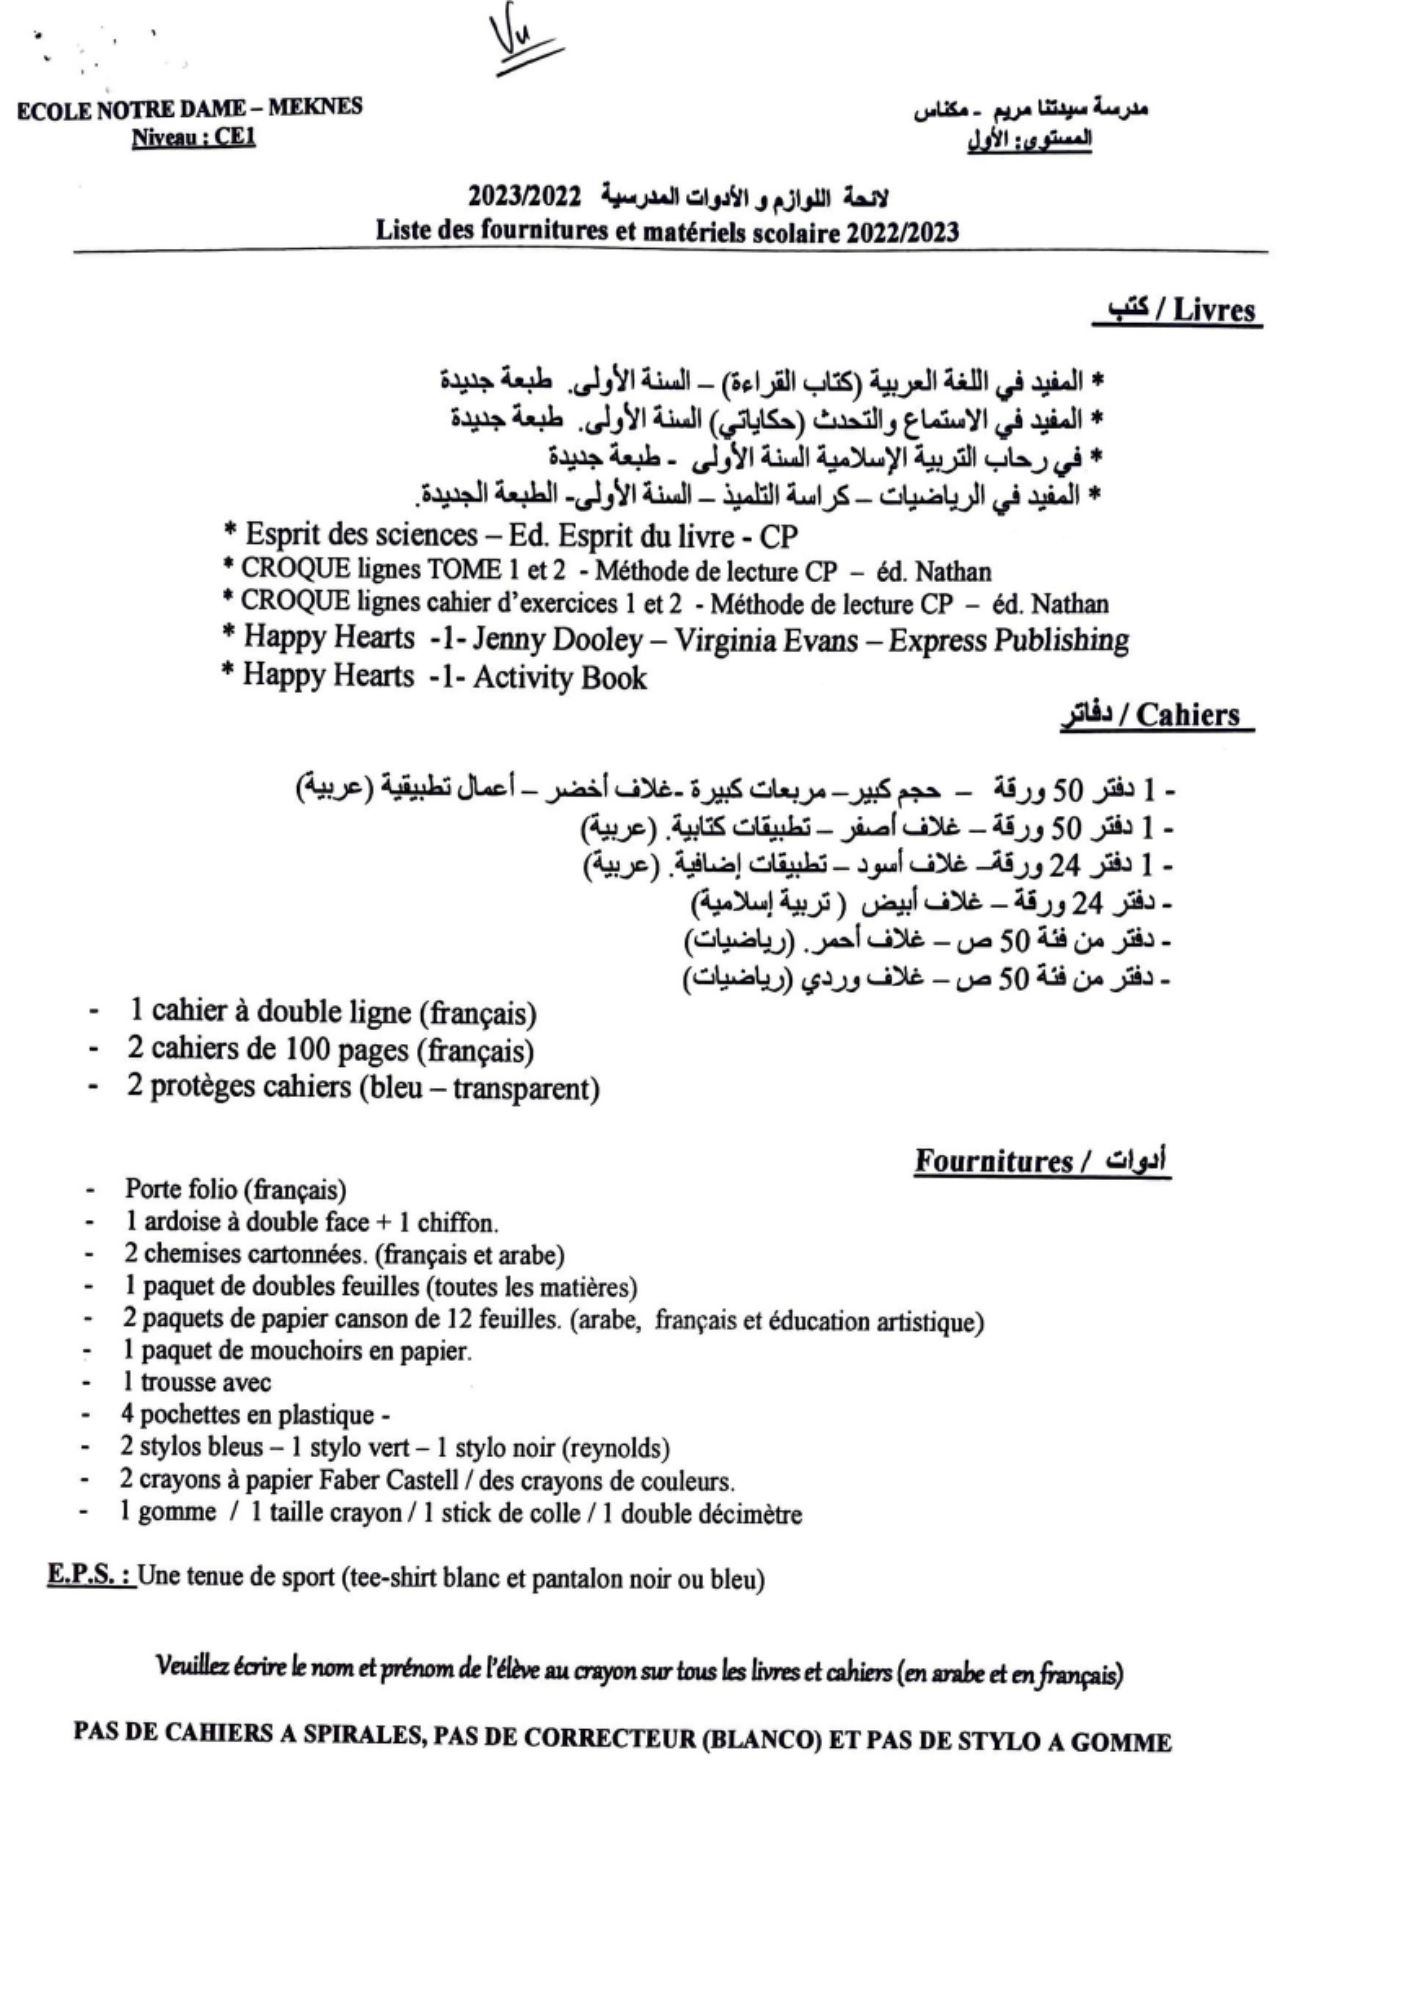 Vu
ECOLE NOTRE DAME – MEKNES
Niveau : CE1
مدرسة سيدتنا مريم - مكناس
المستوى: الأول
لائحة اللوازم و الأدوات المدرسية 2023/2022
Liste des fournitures et matériels scolaire 2022/2023
كتب / Livres
* المفيد في اللغة العربية (كتاب القراءة) – السنة الأولى. طبعة جديدة
* المفيد في الاستماع والتحدث (حكاياتي) السنة الأولى. طبعة جديدة
* في رحاب التربية الإسلامية السنة الأولى - طبعة جديدة
* المفيد في الرياضيات – كراسة التلميذ – السنة الأولى- الطبعة الجديدة.
* Esprit des sciences – Ed. Esprit du livre - CP
* CROQUE lignes TOME 1 et 2 - Méthode de lecture CP – éd. Nathan
* CROQUE lignes cahier d’exercices 1 et 2 - Méthode de lecture CP – éd. Nathan
* Happy Hearts -1- Jenny Dooley – Virginia Evans – Express Publishing
* Happy Hearts -1- Activity Book
دفاتر / Cahiers
- 1 دفتر 50 ورقة – حجم كبير– مربعات كبيرة -غلاف أخضر – أعمال تطبيقية (عربية)
- 1 دفتر 50 ورقة – غلاف أصفر – تطبيقات كتابية. (عربية)
- 1 دفتر 24 ورقة– غلاف أسود – تطبيقات إضافية. (عربية)
- دفتر 24 ورقة – غلاف أبيض ( تربية إسلامية)
- دفتر من فئة 50 ص – غلاف أحمر. (رياضيات)
- دفتر من فئة 50 ص – غلاف وردي (رياضيات)
- 1 cahier à double ligne (français)
- 2 cahiers de 100 pages (français)
- 2 protèges cahiers (bleu – transparent)
Fournitures / أدوات
- Porte folio (français)
- 1 ardoise à double face + 1 chiffon.
- 2 chemises cartonnées. (français et arabe)
- 1 paquet de doubles feuilles (toutes les matières)
- 2 paquets de papier canson de 12 feuilles. (arabe, français et éducation artistique)
- 1 paquet de mouchoirs en papier.
- 1 trousse avec
- 4 pochettes en plastique -
- 2 stylos bleus – 1 stylo vert – 1 stylo noir (reynolds)
- 2 crayons à papier Faber Castell / des crayons de couleurs.
- 1 gomme / 1 taille crayon / 1 stick de colle / 1 double décimètre
E.P.S. : Une tenue de sport (tee-shirt blanc et pantalon noir ou bleu)
Veuillez écrire le nom et prénom de l’élève au crayon sur tous les livres et cahiers (en arabe et en français)
PAS DE CAHIERS A SPIRALES, PAS DE CORRECTEUR (BLANCO) ET PAS DE STYLO A GOMME